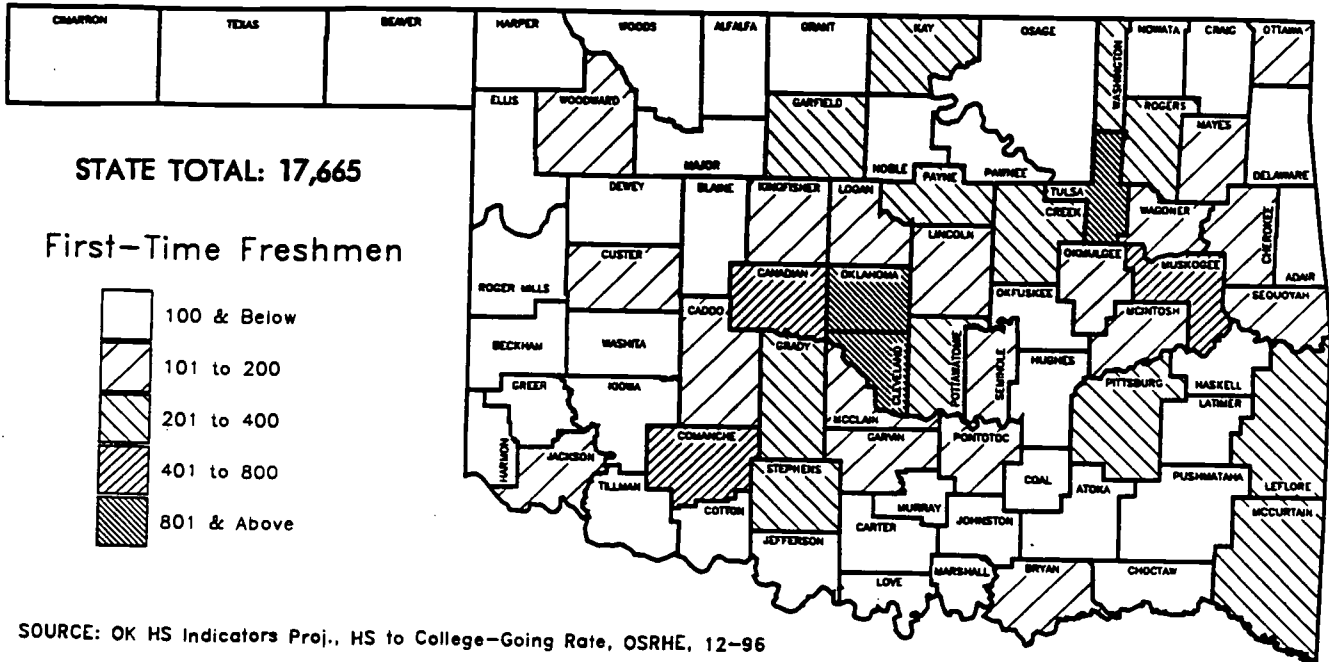 CIMARRON
TEXAS
BEAVER
HARPER
WOODS
ALFALFA
GRANT
KAY
OSAGE
WASHINGTON
NOWATA
CRAIG
OTTAWA
ELLIS
WOODWARD
GARFIELD
ROGERS
MAYES
DELAWARE
MAJOR
NOBLE
PAWNEE
PAYNE
TULSA
STATE TOTAL: 17,665
DEWEY
BLAINE
KINGFISHER
LOGAN
LINCOLN
CREEK
WAGONER
CHEROKEE
ADAIR
First-Time Freshmen
ROGER MILLS
CUSTER
CANADIAN
OKLAHOMA
OKFUSKEE
OKMULGEE
MUSKOGEE
SEQUOYAH
100 & Below
101 to 200
201 to 400
401 to 800
801 & Above
BECKHAM
WASHITA
CADDO
GRADY
CLEVELAND
POTTAWATOMIE
SEMINOLE
HUGHES
MCINTOSH
PITTSBURG
HASKELL
LATIMER
LEFLORE
GREER
KIOWA
HARMON
JACKSON
TILLMAN
COMANCHE
COTTON
STEPHENS
MCCLAIN
GARVIN
PONTOTOC
COAL
ATOKA
PUSHMATAHA
MCCURTAIN
JEFFERSON
CARTER
MURRAY
JOHNSTON
LOVE
MARSHALL
BRYAN
CHOCTAW
SOURCE: OK HS Indicators Proj., HS to College-Going Rate, OSRHE, 12-96